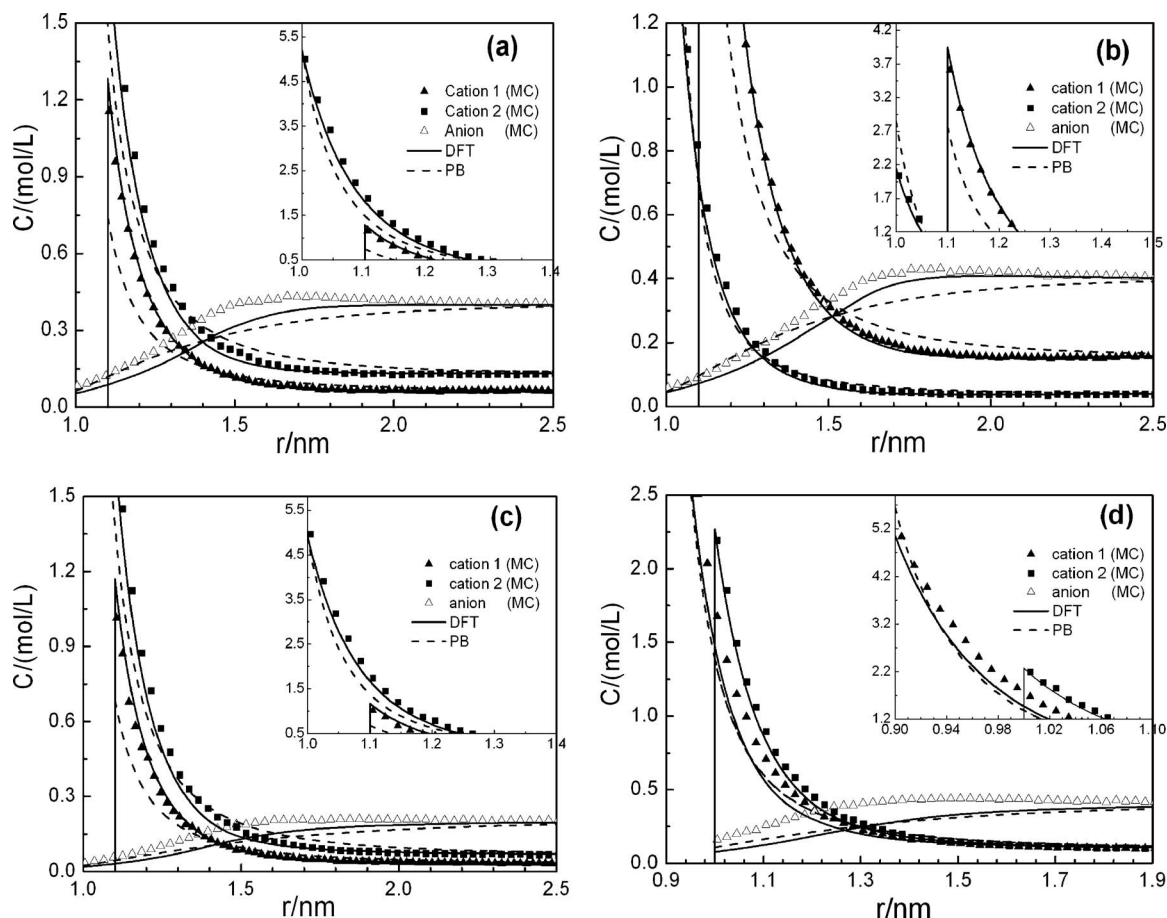 (a)
C/(mol/L)
1.5
1.2
0.9
0.6
0.3
0.0
1.0 1.5 2.0 2.5
r/nm
5.5
4.5
3.5
2.5
1.5
0.5
1.0 1.1 1.2 1.3 1.4
Cation 1 (MC)
Cation 2 (MC)
Anion (MC)
DFT
PB
(b)
C/(mol/L)
1.2
1.0
0.8
0.6
0.4
0.2
0.0
1.0 1.5 2.0 2.5
r/nm
4.2
3.7
3.2
2.7
2.2
1.7
1.2
1.0 1.1 1.2 1.3 1.4 1.5
cation 1 (MC)
cation 2 (MC)
anion (MC)
DFT
PB
(c)
C/(mol/L)
1.5
1.2
0.9
0.6
0.3
0.0
1.0 1.5 2.0 2.5
r/nm
5.5
4.5
3.5
2.5
1.5
0.5
1.0 1.1 1.2 1.3 1.4
cation 1 (MC)
cation 2 (MC)
anion (MC)
DFT
PB
(d)
C/(mol/L)
2.5
2.0
1.5
1.0
0.5
0.0
0.9 1.1 1.3 1.5 1.7 1.9
r/nm
5.2
4.2
3.2
2.2
1.2
0.90 0.94 0.98 1.02 1.06 1.10
cation 1 (MC)
cation 2 (MC)
anion (MC)
DFT
PB